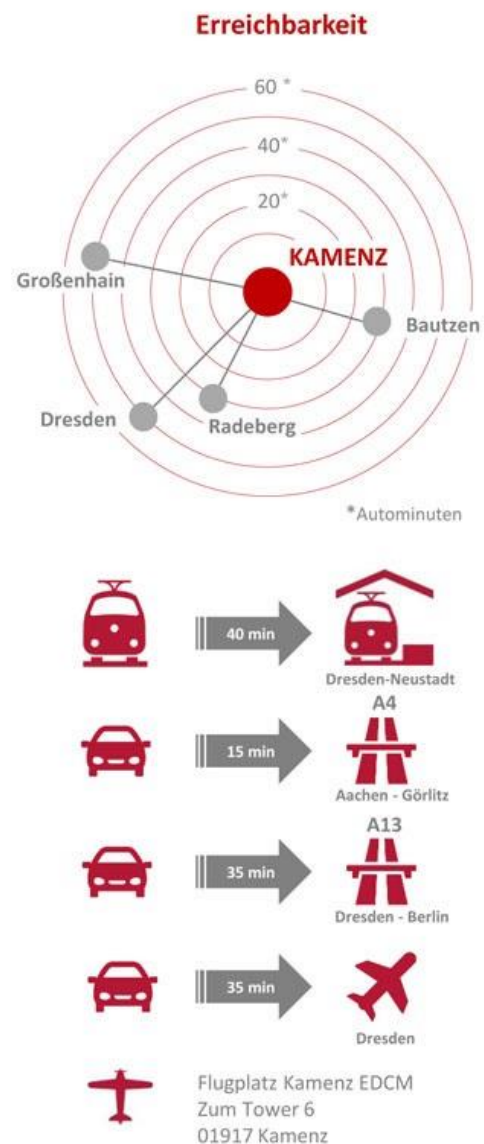 Erreichbarkeit
60 *
40*
20*
KAMENZ
Großenhain
Bautzen
Dresden
Radeberg
*Autominuten
40 min
Dresden-Neustadt
A4
15 min
Aachen - Görlitz
A13
35 min
Dresden - Berlin
35 min
Dresden
Flugplatz Kamenz EDCM
Zum Tower 6
01917 Kamenz